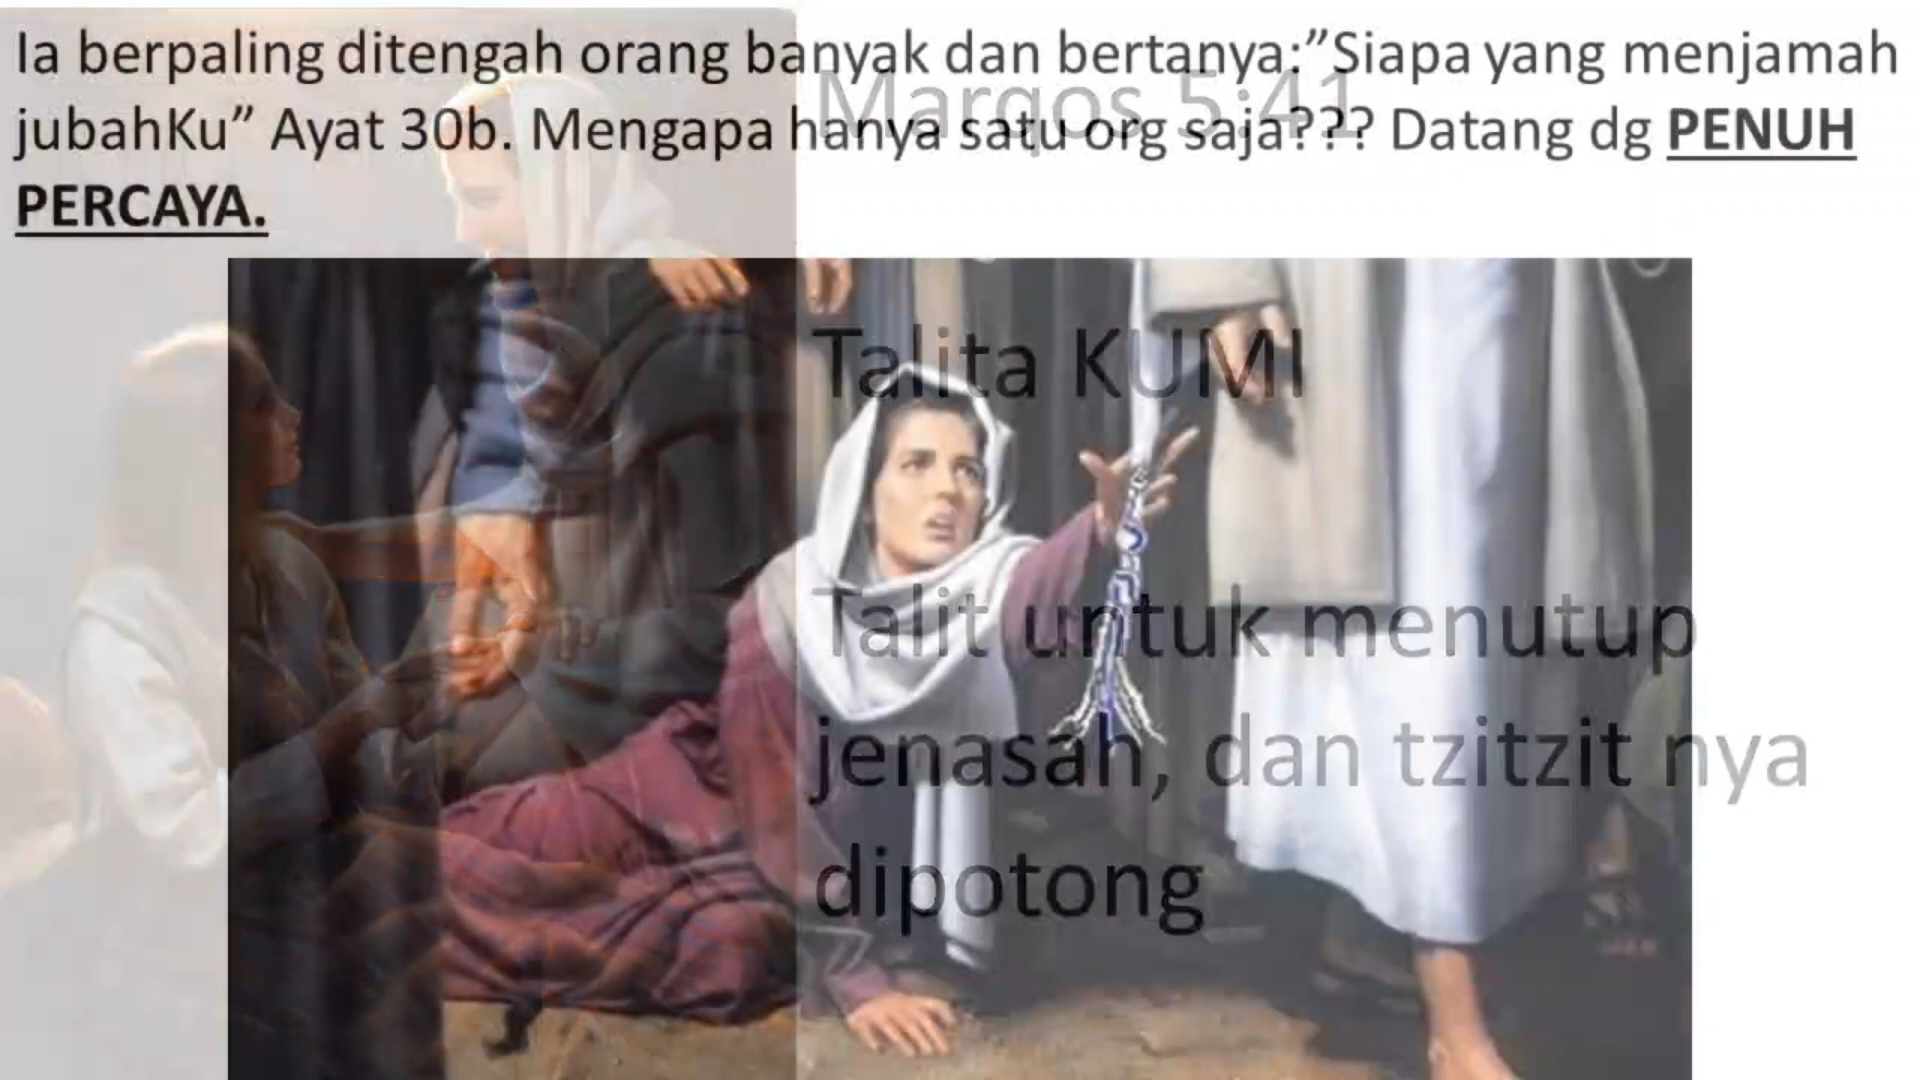 Ia berpaling ditengah orang banyak dan bertanya:”Siapa yang menjamah
jubahKu” Ayat 30b. Mengapa hanya satu org saja??? Datang dg PENUH
PERCAYA.
Marqos 5:41
Talita KUMI
Talit untuk menutup
jenasah, dan tzitzit nya
dipotong